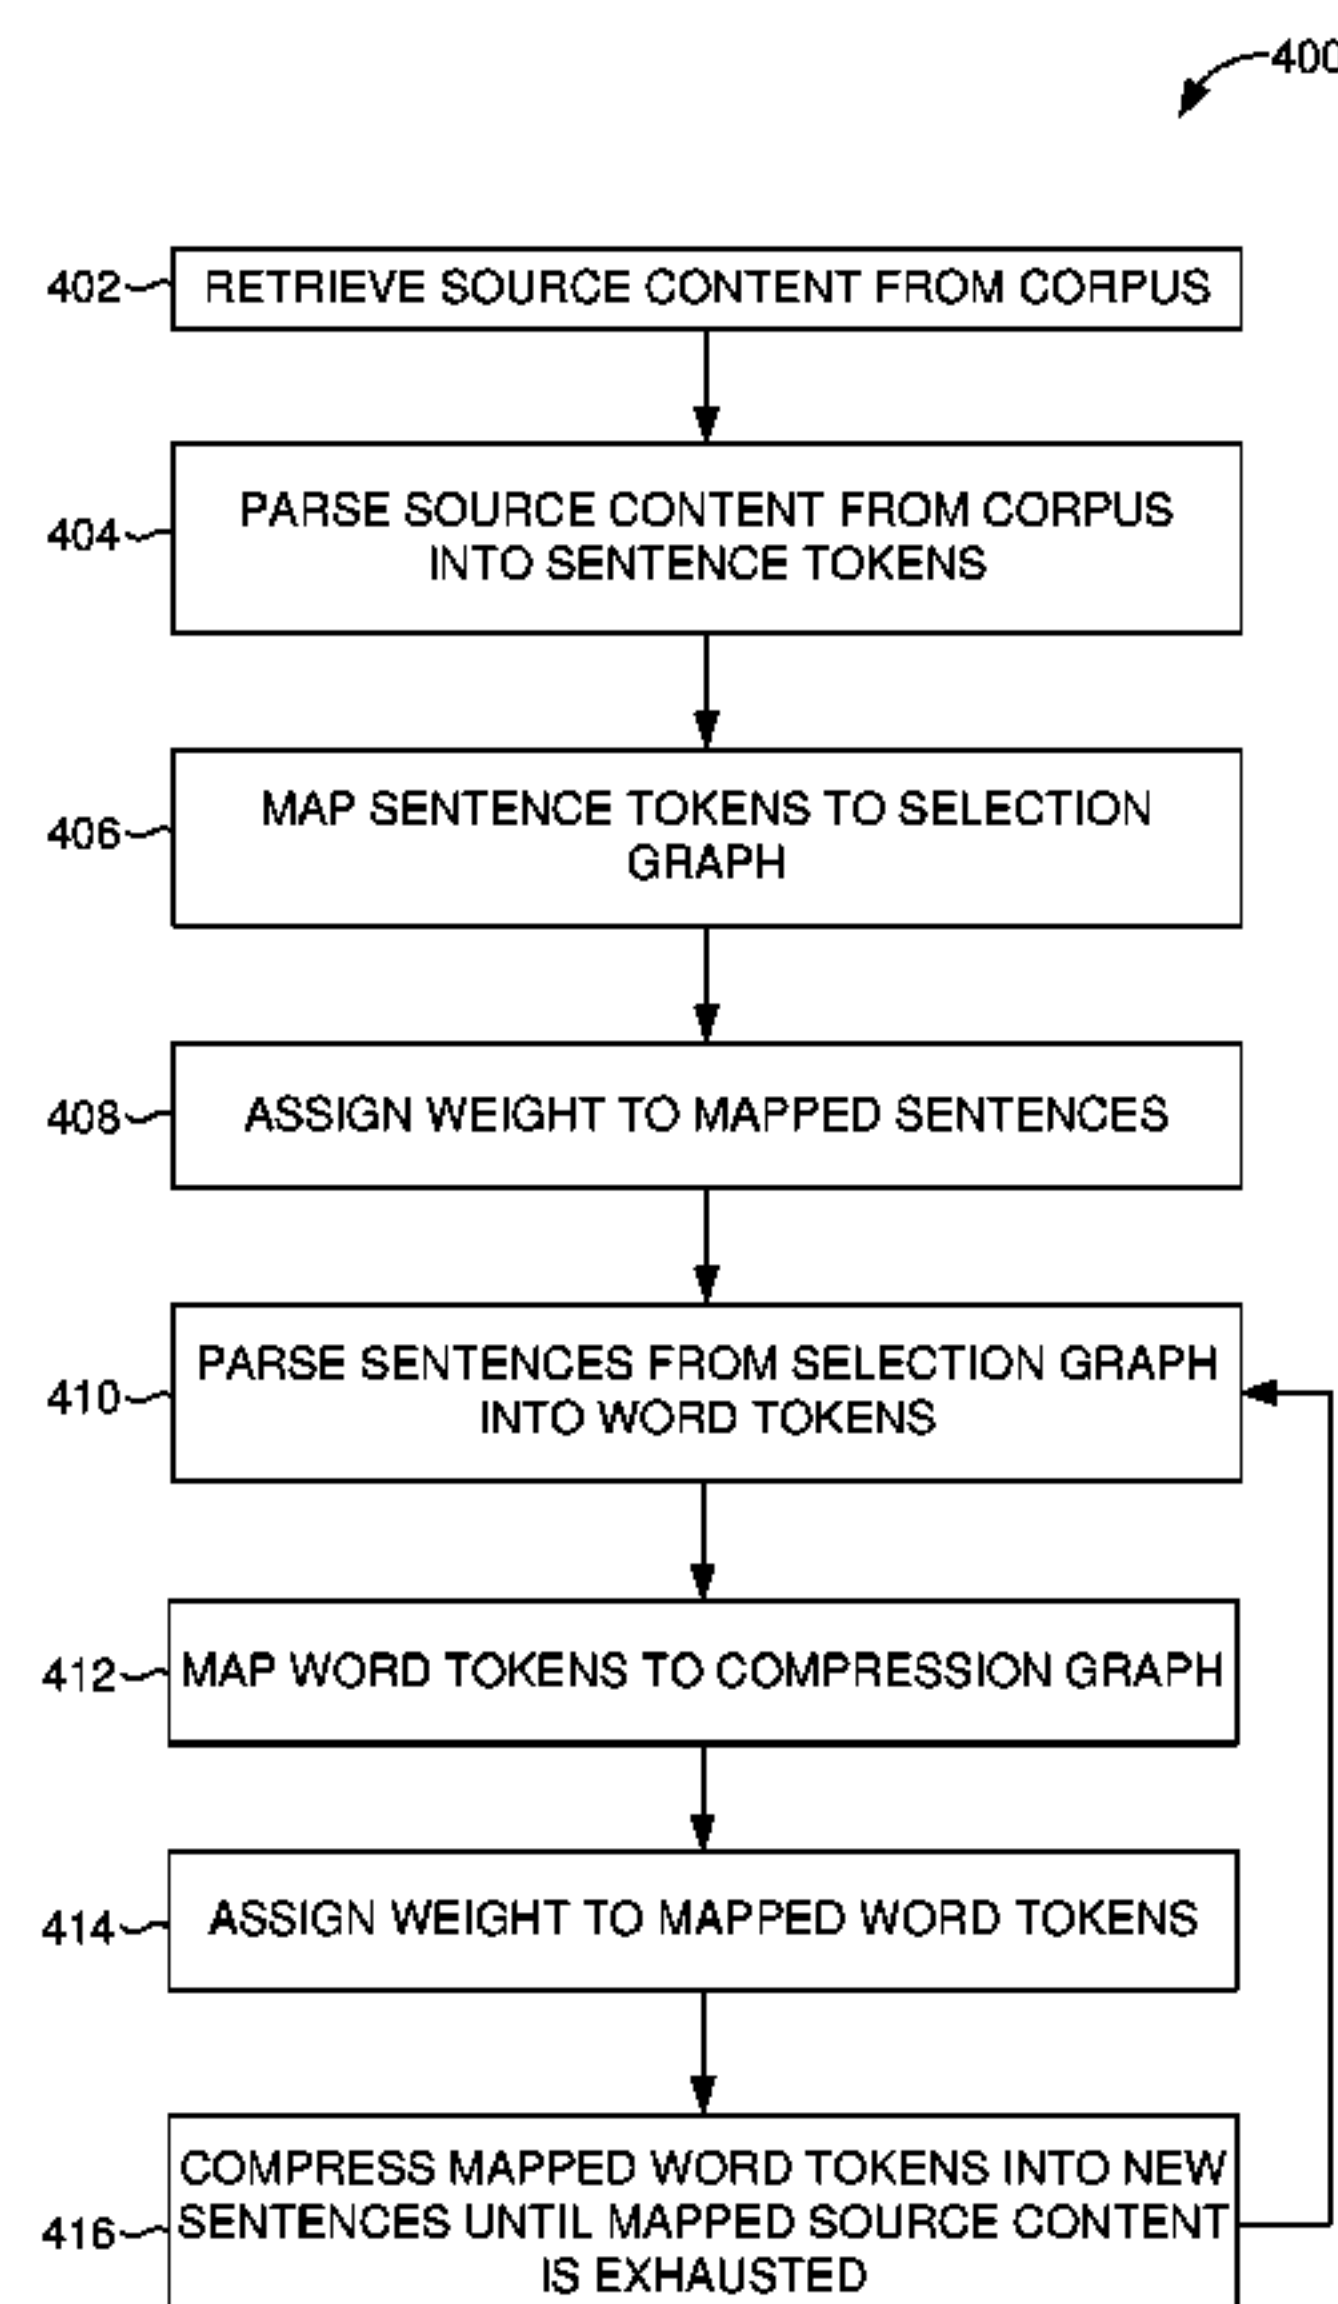 400
402
RETRIEVE SOURCE CONTENT FROM CORPUS
404
PARSE SOURCE CONTENT FROM CORPUS
INTO SENTENCE TOKENS
406
MAP SENTENCE TOKENS TO SELECTION
GRAPH
408
ASSIGN WEIGHT TO MAPPED SENTENCES
410
PARSE SENTENCES FROM SELECTION GRAPH
INTO WORD TOKENS
412
MAP WORD TOKENS TO COMPRESSION GRAPH
414
ASSIGN WEIGHT TO MAPPED WORD TOKENS
416
COMPRESS MAPPED WORD TOKENS INTO NEW
SENTENCES UNTIL MAPPED SOURCE CONTENT
IS EXHAUSTED